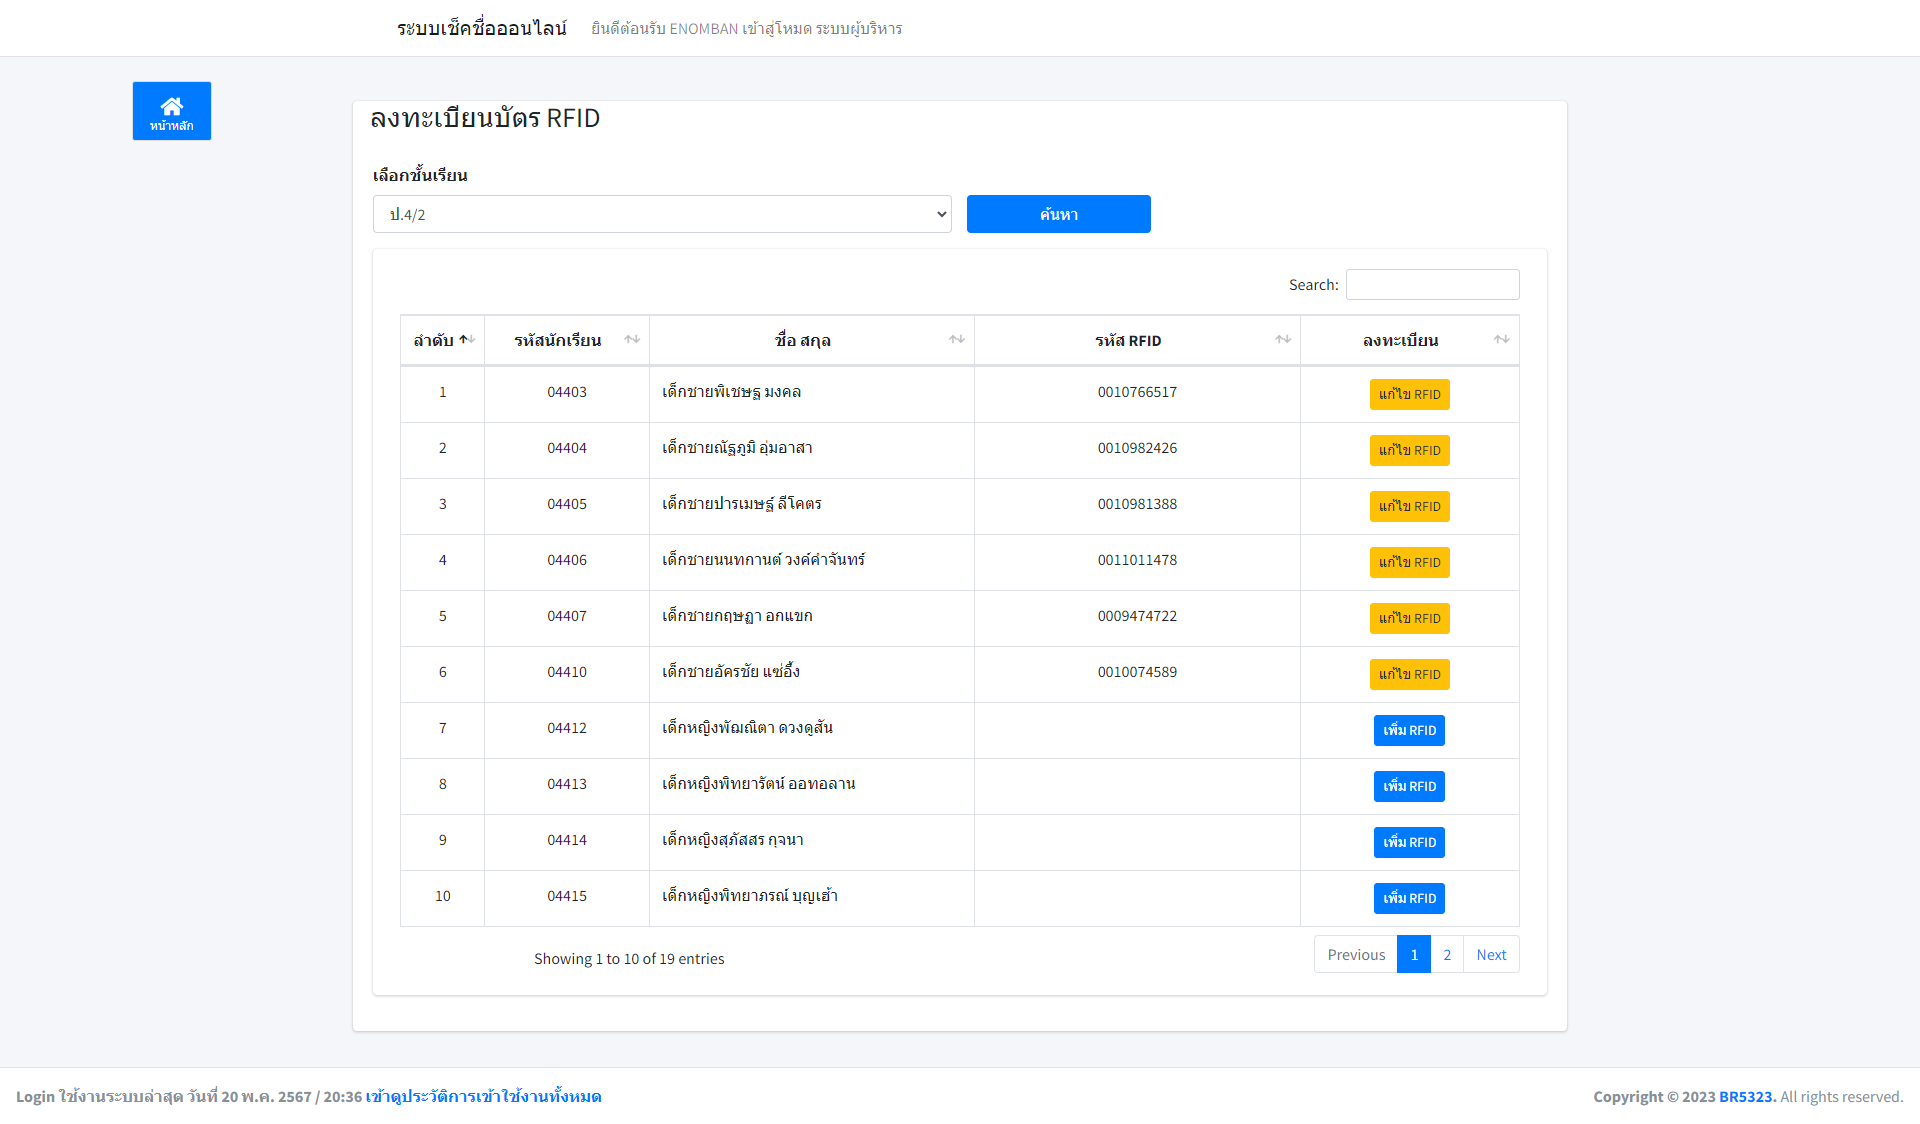 ระบบเช็คชื่อออนไลน์ ยินดีต้อนรับ ENOMBAN เข้าสู่โหมด ระบบผู้บริหาร
หน้าหลัก
ลงทะเบียนบัตร RFID
เลือกชั้นเรียน
ป.4/2 ค้นหา
Search:
ลำดับ รหัสนักเรียน ชื่อ สกุล รหัส RFID ลงทะเบียน
1 04403 เด็กชายพิเชษฐ มงคล 0010766517 แก้ไข RFID
2 04404 เด็กชายณัฐภูมิ อุ่มอาสา 0010982426 แก้ไข RFID
3 04405 เด็กชายปารเมษฐ์ ลีโคตร 0010981388 แก้ไข RFID
4 04406 เด็กชายนนทกานต์ วงค์คำจันทร์ 0011011478 แก้ไข RFID
5 04407 เด็กชายกฤษฏา อกแขก 0009474722 แก้ไข RFID
6 04410 เด็กชายอัครชัย แซ่อึ้ง 0010074589 แก้ไข RFID
7 04412 เด็กหญิงพัฒณิตา ดวงดูสัน เพิ่ม RFID
8 04413 เด็กหญิงพิทยารัตน์ ออทอลาน เพิ่ม RFID
9 04414 เด็กหญิงสุภัสสร กุจนา เพิ่ม RFID
10 04415 เด็กหญิงพิทยาภรณ์ บุญเฮ้า เพิ่ม RFID
Showing 1 to 10 of 19 entries Previous 1 2 Next
Login ใช้งานระบบล่าสุด วันที่ 20 พ.ค. 2567 / 20:36 เข้าดูประวัติการเข้าใช้งานทั้งหมด Copyright © 2023 BR5323. All rights reserved.